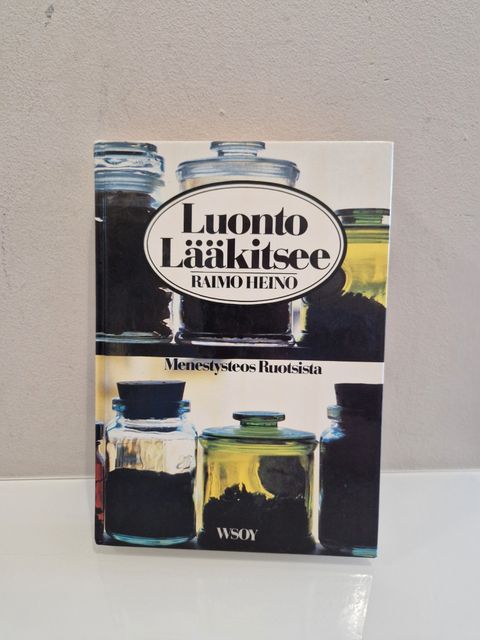 Luonto
Lääkitsee
RAIMO HEINO
Menestysteos Ruotsista
WSOY